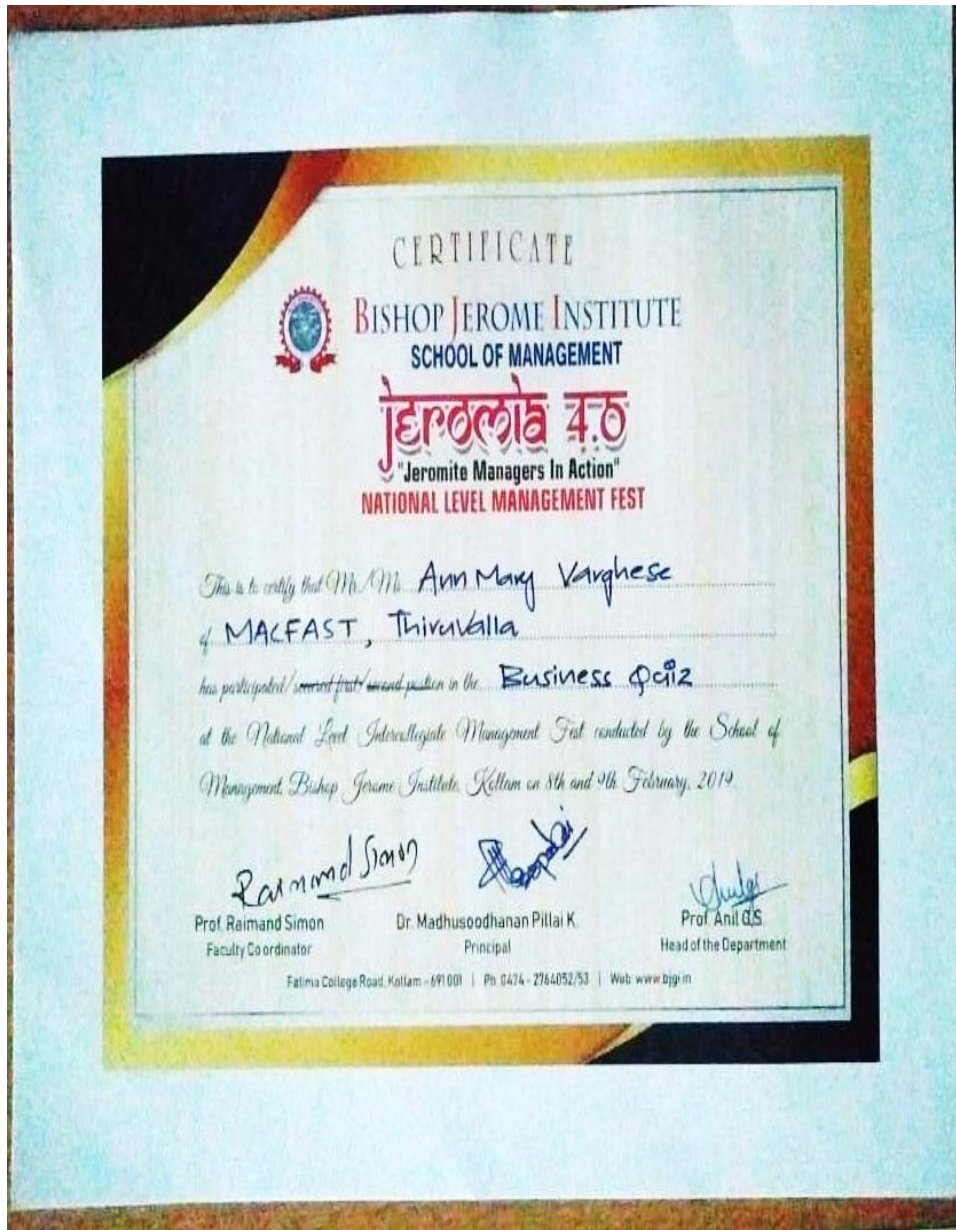 CERTIFICATE
BISHOP JEROME INSTITUTE
SCHOOL OF MANAGEMENT
jeromia 4.0
"Jeromite Managers In Action"
NATIONAL LEVEL MANAGEMENT FEST
This is to certify that Mr./Ms. Ann Mary Varghese
of MACFAST, Thiruvalla
has participated/secured first/second position in the Business Quiz
at the National Level Intercollegiate Management Fest conducted by the School of
Management, Bishop Jerome Institute, Kollam on 8th and 9th February, 2019.
Raimond Simon
Prof. Raimand Simon Dr. Madhusoodhanan Pillai K. Prof. Anil G.S.
Faculty Coordinator Principal Head of the Department
Fatima College Road, Kollam - 691001 | Ph: 0474 - 2764052/53 | Web: www.bjgi.in